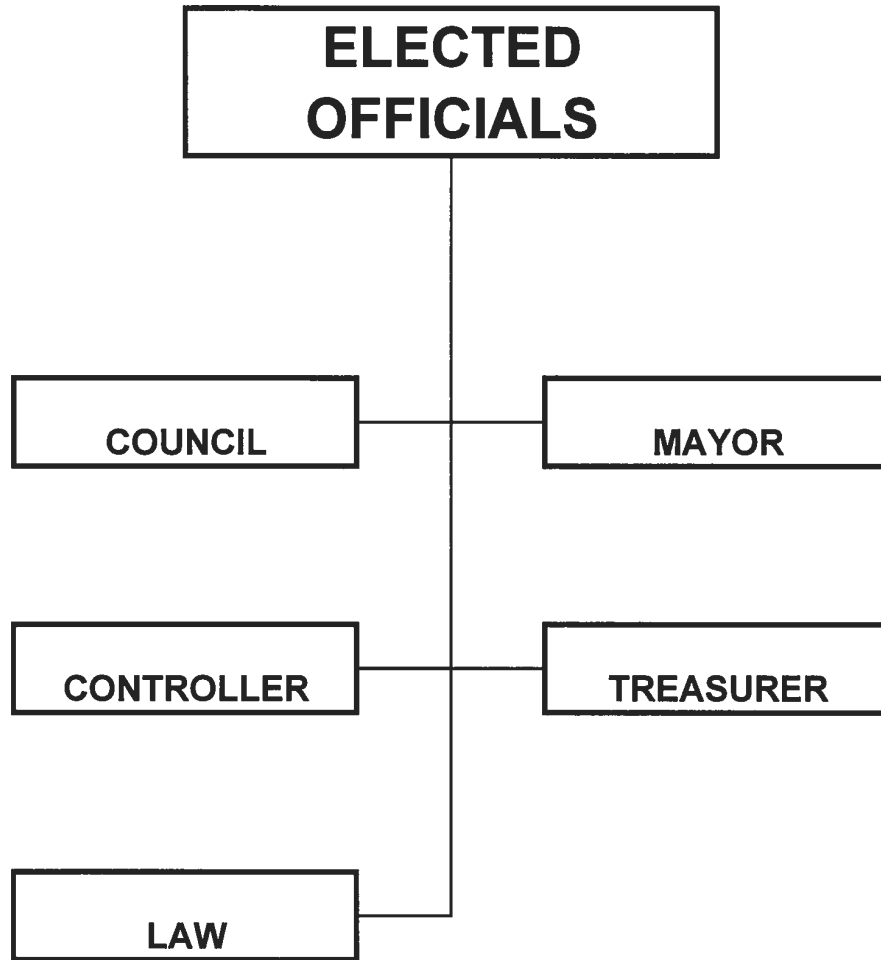 ELECTED
OFFICIALS
COUNCIL
MAYOR
CONTROLLER
TREASURER
LAW